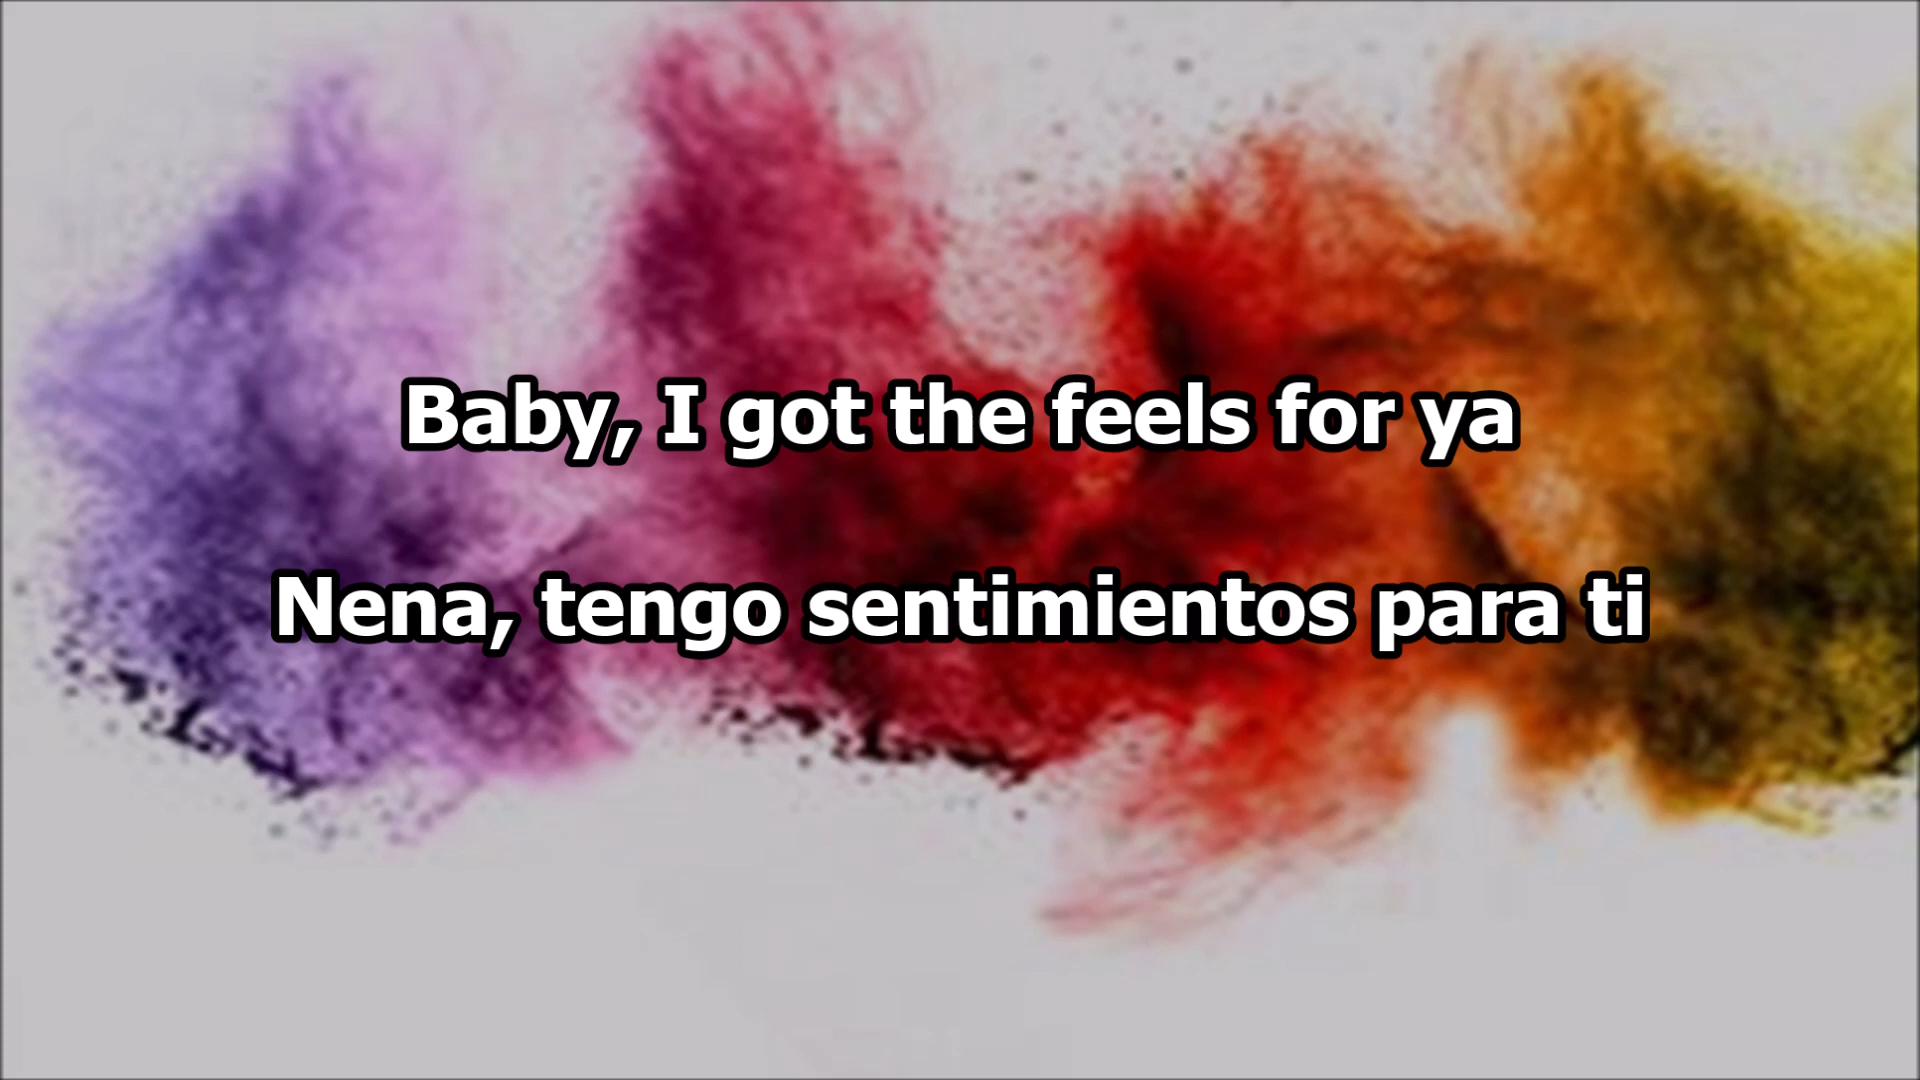 Baby, I got the feels for ya
Nena, tengo sentimientos para ti